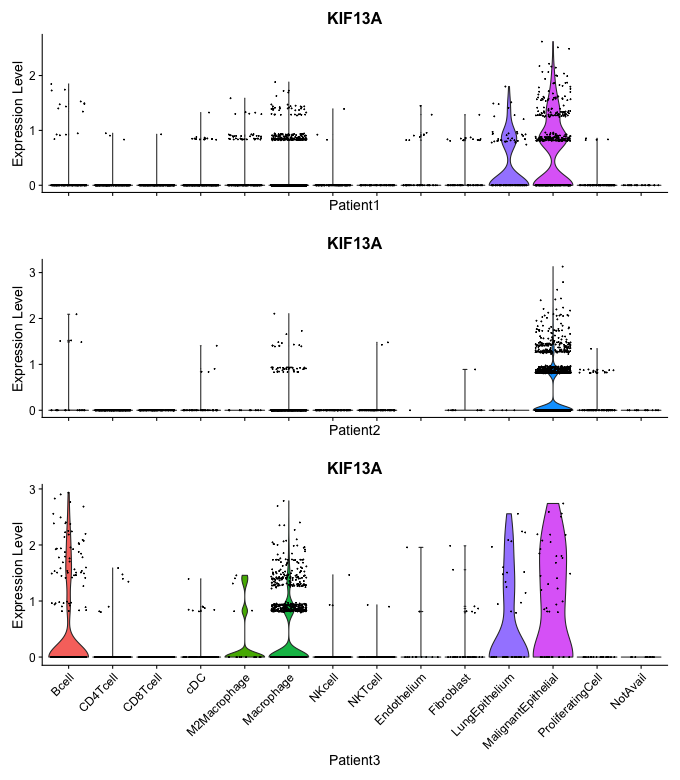 KIF13A
Expression Level
2
1
0
Patient1
KIF13A
Expression Level
3
2
1
0
Patient2
KIF13A
Expression Level
3
2
1
0
Bcell
CD4Tcell
CD8Tcell
cDC
M2Macrophage
Macrophage
NKcell
NKTcell
Endothelium
Fibroblast
LungEpithelium
MalignantEpithelial
ProliferatingCell
NotAvail
Patient3